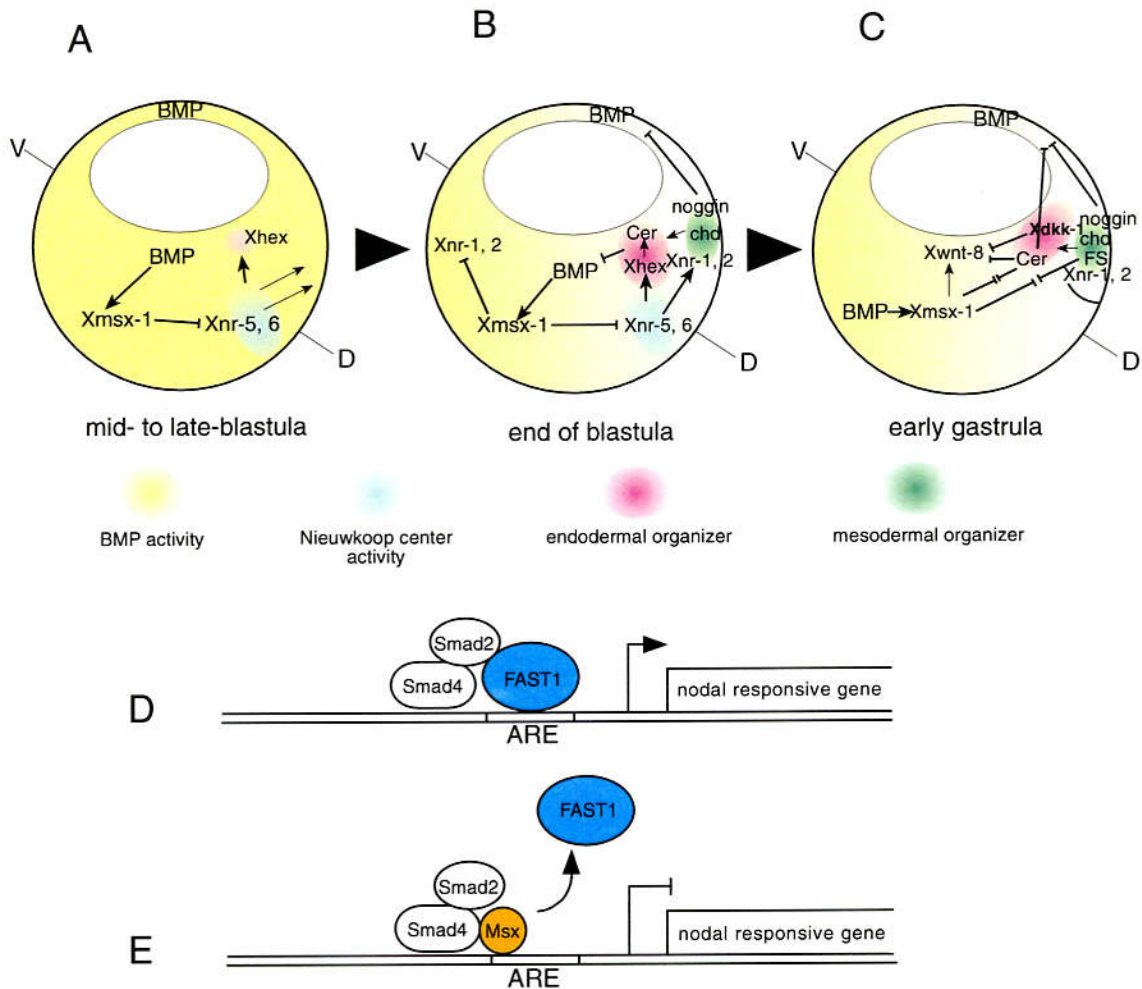 A
B
C
BMP
V
Xhex
BMP
Xmsx-1
Xnr-5, 6
D
mid- to late-blastula
BMP
noggin
Cer
chd
Xnr-1, 2
BMP
Xhex
Xnr-1, 2
Xmsx-1
Xnr-5, 6
D
end of blastula
BMP
V
Xdkk-1
noggin
Xwnt-8
chd
Cer
FS
Xnr-1, 2
BMP
Xmsx-1
D
early gastrula
BMP activity
Nieuwkoop center
activity
endodermal organizer
mesodermal organizer
D
Smad2
Smad4
FAST1
nodal responsive gene
ARE
E
FAST1
Smad2
Smad4
Msx
nodal responsive gene
ARE